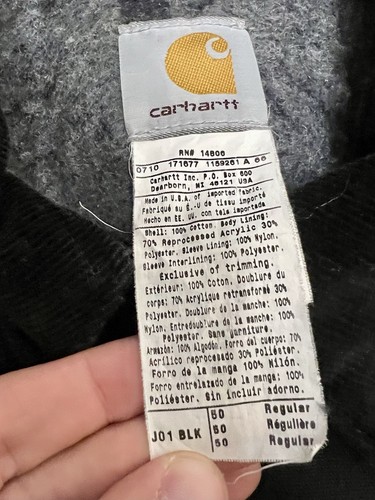 carhartt
RN# 14806
0710 171677 1159261 A 66
Carhartt Inc. P.O. Box 600
Dearborn, MI 48121 USA
Made in U.S.A. of imported fabric.
Fabriqué au É.-U de tissu importé
Hecho en EE. UV. con tela importada
Shell: 100% Cotton. Body Lining:
70% Reprocessed Acrylic 30%
Polyester. Sleeve Lining: 100% Nylon.
Sleeve Interlining: 100% Polyester.
Exclusive of trimming.
Extérieur: 100% Coton. Doublure du
corps: 70% Acrylique retransformé 30%
Polyester. Doublure de la manche: 100%
Nylon. Entredoublure de la manche: 100%
Polyester. Sans garniture.
Armazón: 100% Algodon. Forro del cuerpo: 70%
Acrílico reprocesado 30% Poliéster.
Forro de la manga: 100% Nilón.
Forro entrelazado de la manga: 100%
Poliéster. Sin incluir adorno.
J01 BLK
50 Regular
50 Régulière
50 Regular